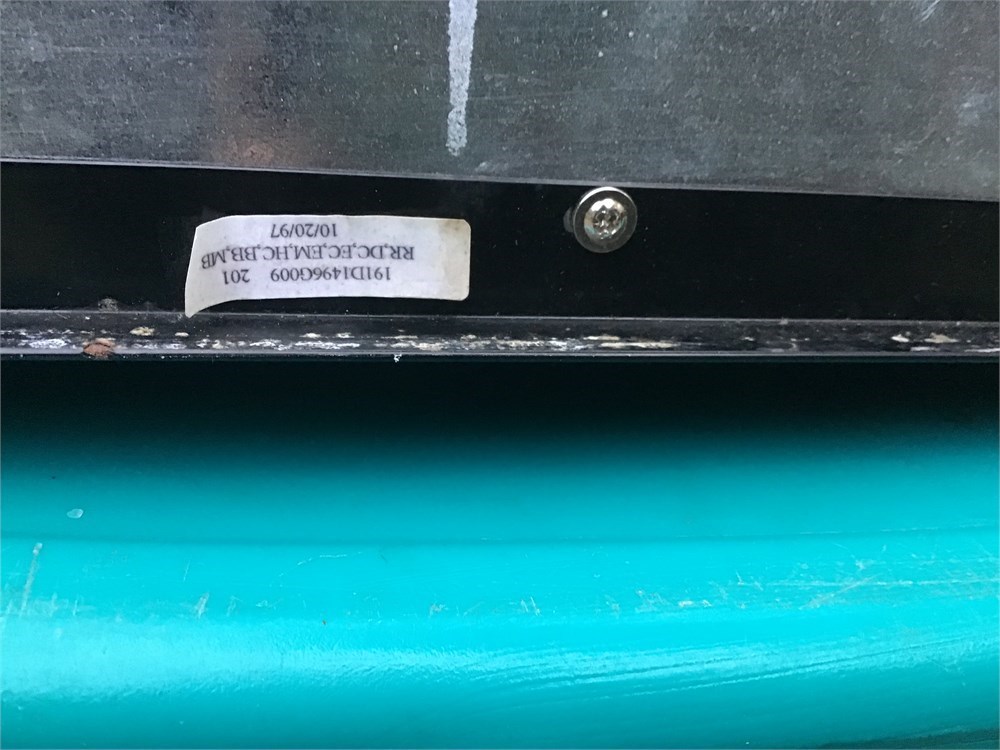 191D1496G009 201
RR,DC,EC,EM,HC,BB,MB
10/20/97